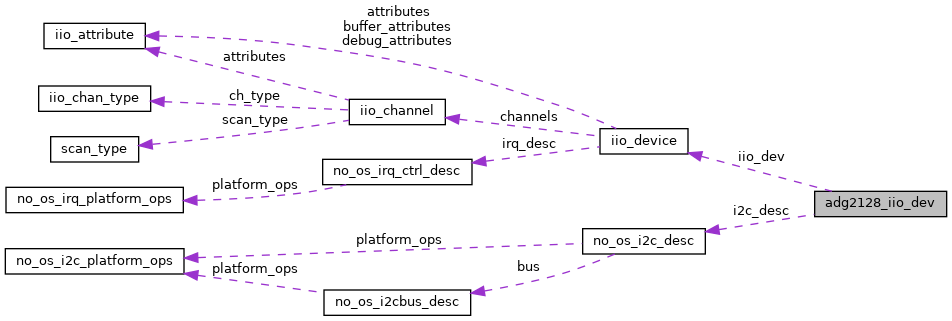 attributes
buffer_attributes
debug_attributes
iio_attribute
attributes
iio_chan_type
ch_type
iio_channel
scan_type
channels
scan_type
iio_device
irq_desc
iio_dev
no_os_irq_ctrl_desc
platform_ops
no_os_irq_platform_ops
adg2128_iio_dev
i2c_desc
platform_ops
no_os_i2c_desc
no_os_i2c_platform_ops
platform_ops
bus
no_os_i2cbus_desc